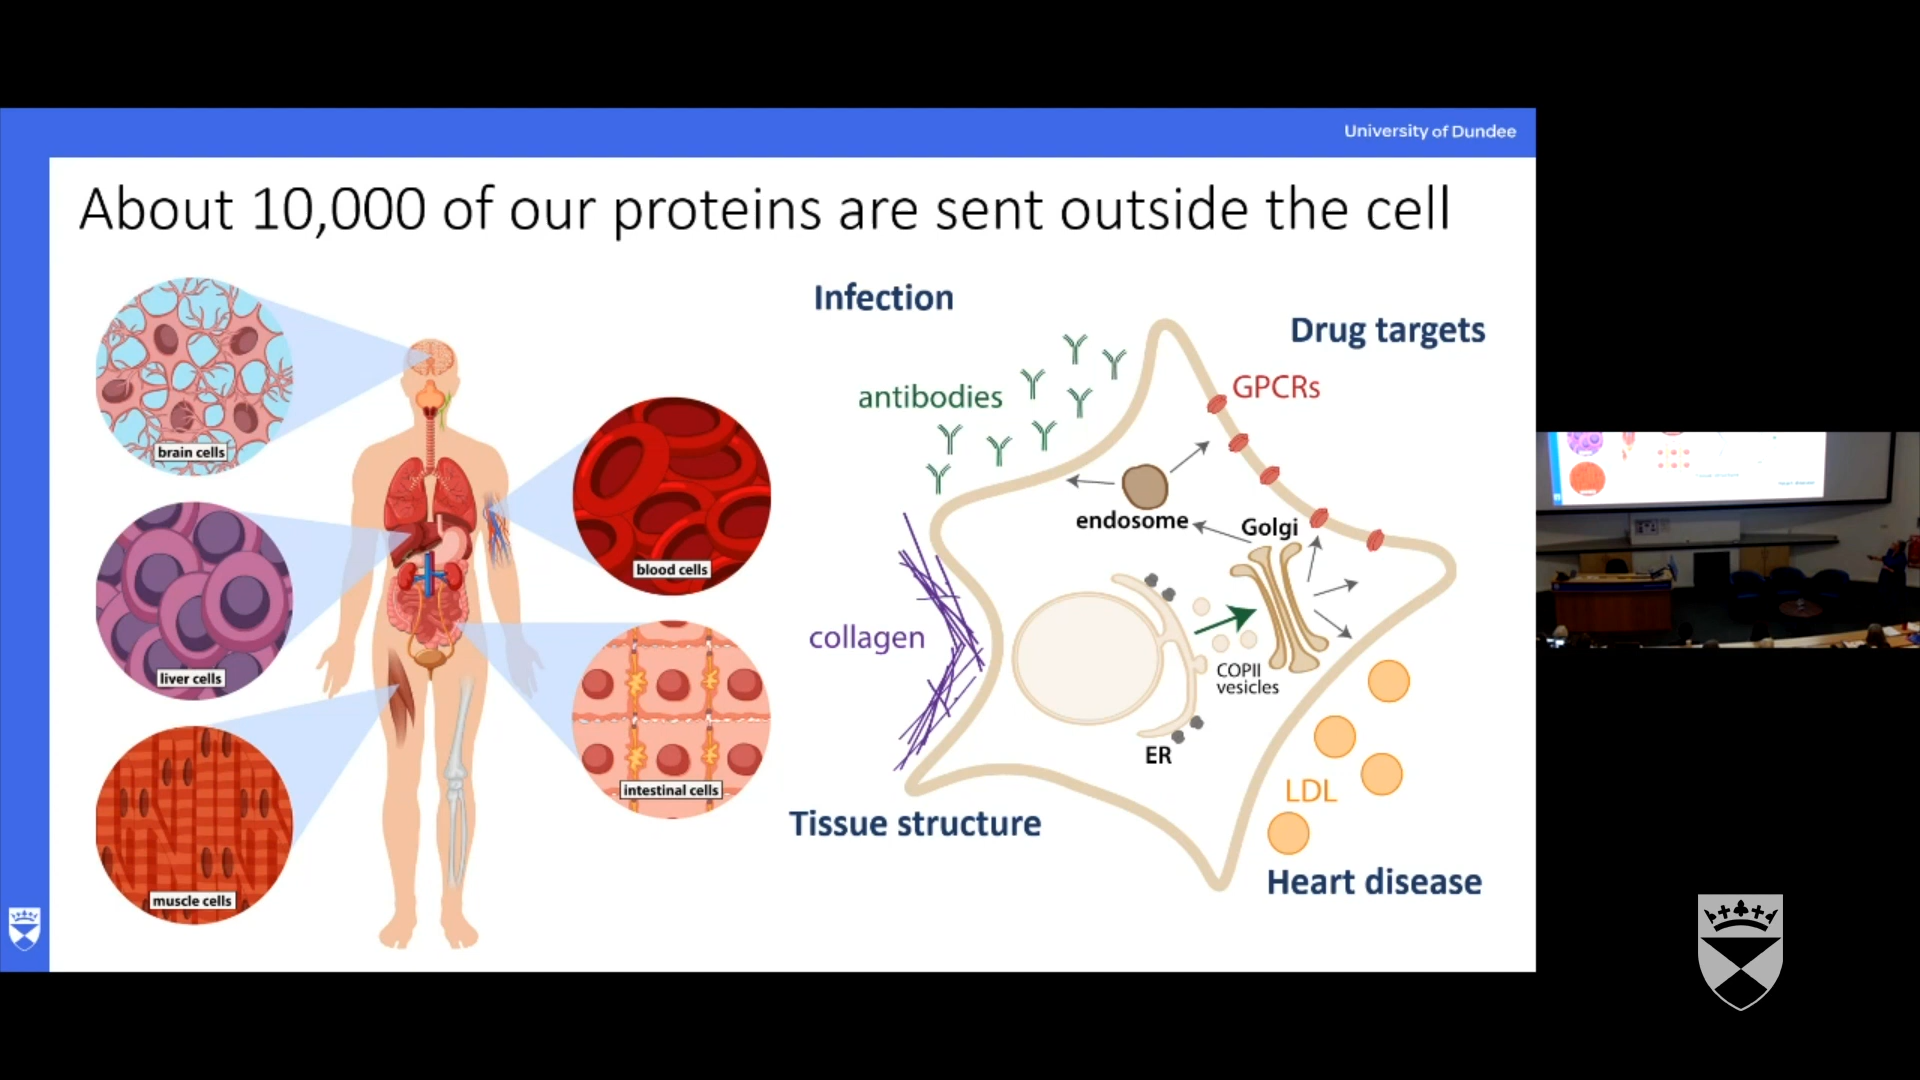 University of Dundee
About 10,000 of our proteins are sent outside the cell
brain cells
liver cells
muscle cells
blood cells
intestinal cells
Infection
Drug targets
antibodies
GPCRs
endosome
Golgi
collagen
COPII
vesicles
ER
LDL
Tissue structure
Heart disease